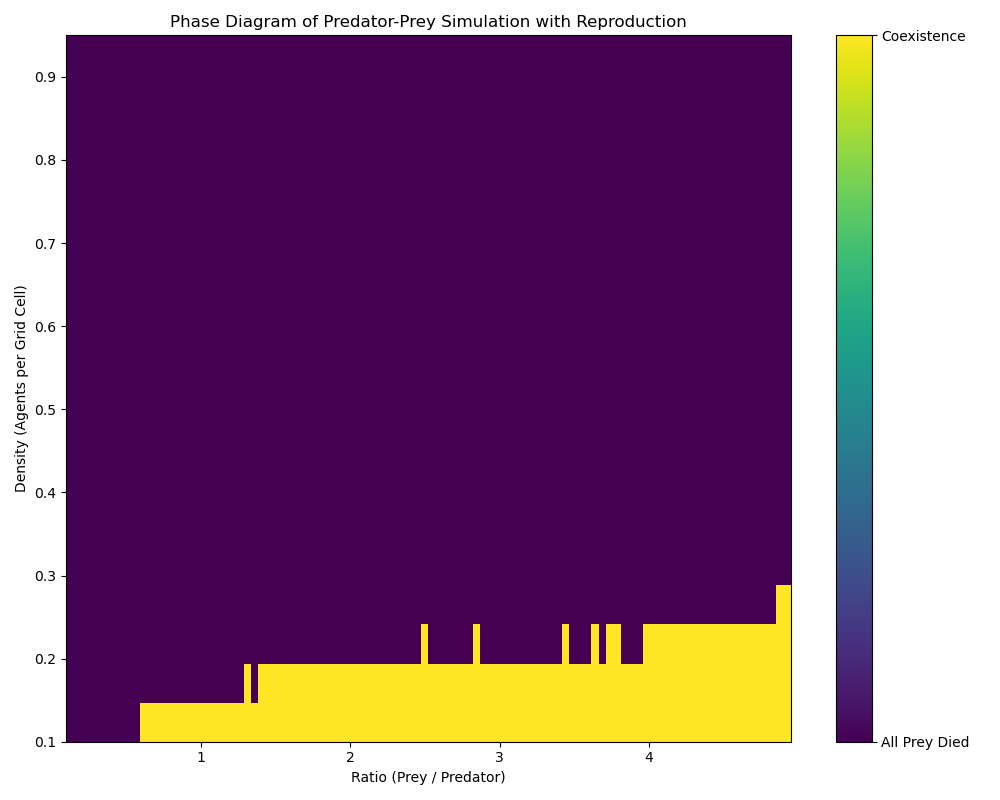 Phase Diagram of Predator-Prey Simulation with Reproduction
Coexistence
0.9
0.8
0.7
0.6
0.5
0.4
0.3
0.2
0.1
Density (Agents per Grid Cell)
All Prey Died
1 2 3 4
Ratio (Prey / Predator)